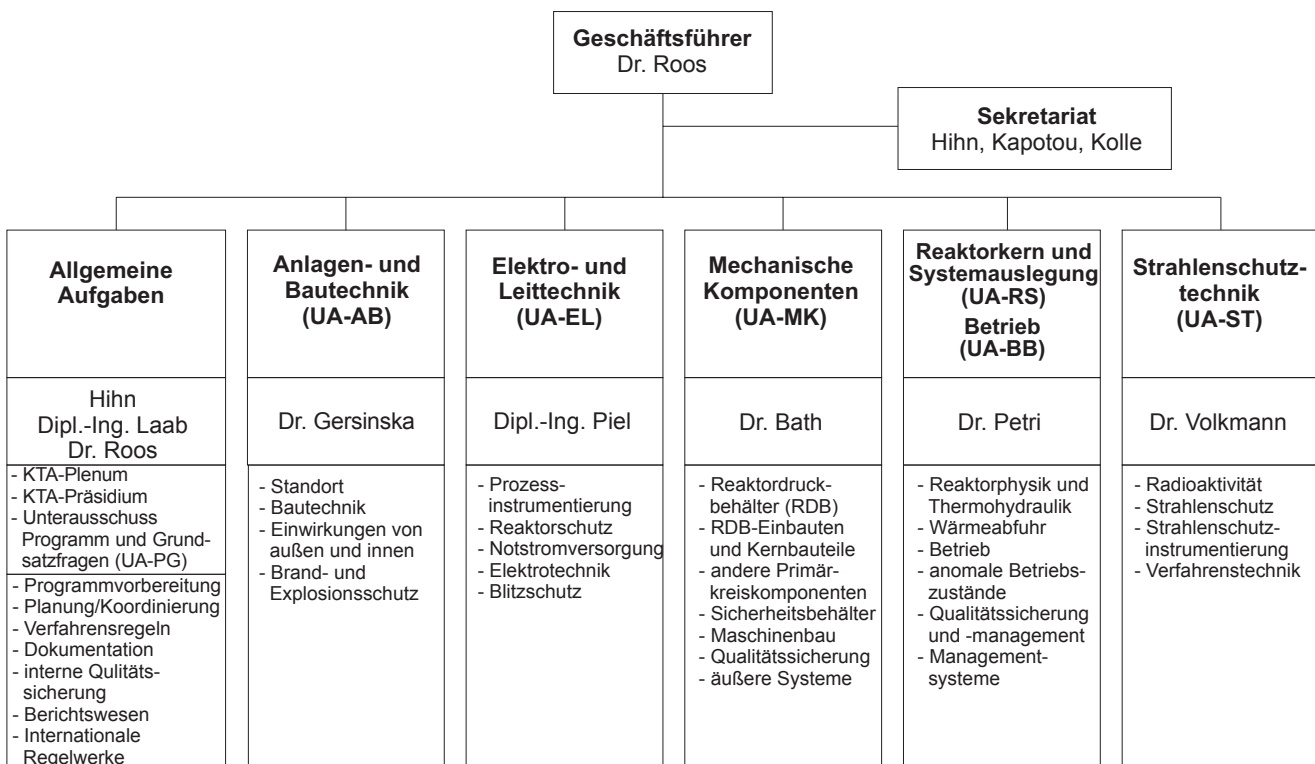 Geschäftsführer
Dr. Roos
Sekretariat
Hihn, Kapotou, Kolle
Allgemeine
Aufgaben
Hihn
Dipl.-Ing. Laab
Dr. Roos
- KTA-Plenum
- KTA-Präsidium
- Unterausschuss
Programm und Grund-
satzfragen (UA-PG)
- Programmvorbereitung
- Planung/Koordinierung
- Verfahrensregeln
- Dokumentation
- interne Qulitäts-
sicherung
- Berichtswesen
- Internationale
Regelwerke
Anlagen- und
Bautechnik
(UA-AB)
Dr. Gersinska
- Standort
- Bautechnik
- Einwirkungen von
außen und innen
- Brand- und
Explosionsschutz
Elektro- und
Leittechnik
(UA-EL)
Dipl.-Ing. Piel
- Prozess-
instrumentierung
- Reaktorschutz
- Notstromversorgung
- Elektrotechnik
- Blitzschutz
Mechanische
Komponenten
(UA-MK)
Dr. Bath
- Reaktordruck-
behälter (RDB)
- RDB-Einbauten
und Kernbauteile
- andere Primär-
kreiskomponenten
- Sicherheitsbehälter
- Maschinenbau
- Qualitätssicherung
- äußere Systeme
Reaktorkern und
Systemauslegung
(UA-RS)
Betrieb
(UA-BB)
Dr. Petri
- Reaktorphysik und
Thermohydraulik
- Wärmeabfuhr
- Betrieb
- anomale Betriebs-
zustände
- Qualitätssicherung
und -management
- Management-
systeme
Strahlenschutz-
technik
(UA-ST)
Dr. Volkmann
- Radioaktivität
- Strahlenschutz
- Strahlenschutz-
instrumentierung
- Verfahrenstechnik